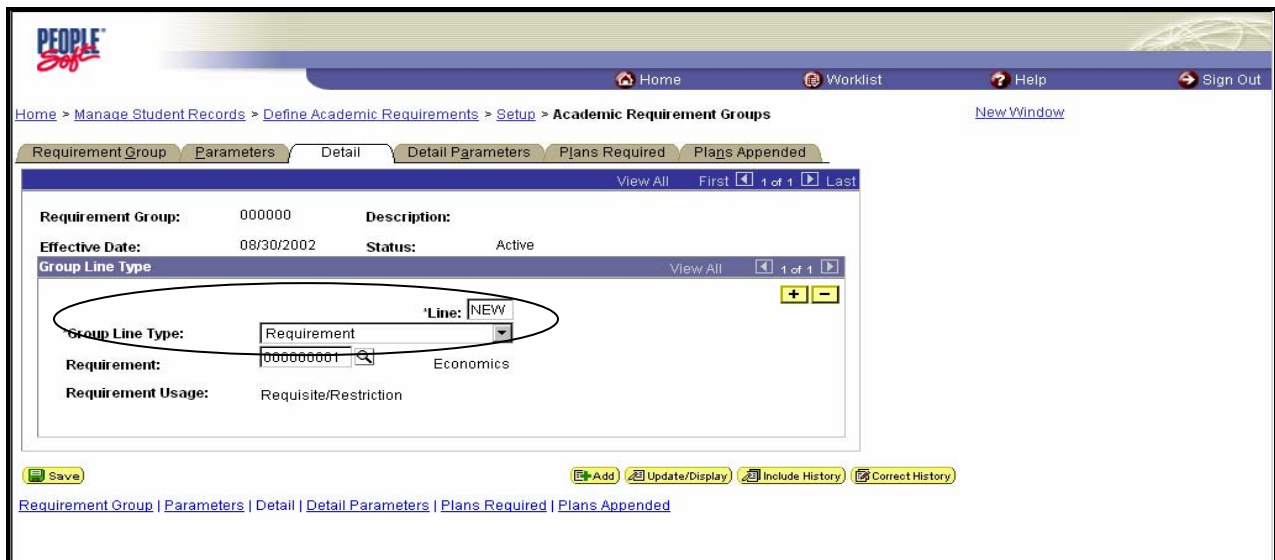 PEOPLE
Soft
Home Worklist Help Sign Out
Home > Manage Student Records > Define Academic Requirements > Setup > Academic Requirement Groups New Window
Requirement Group Parameters Detail Detail Parameters Plans Required Plans Appended
View All First 1 of 1 Last
Requirement Group: 000000 Description:
Effective Date: 08/30/2002 Status: Active
Group Line Type View All 1 of 1
*Line: NEW
*Group Line Type: Requirement
Requirement: 000000001 Economics
Requirement Usage: Requisite/Restriction
Save Add Update/Display Include History Correct History
Requirement Group | Parameters | Detail | Detail Parameters | Plans Required | Plans Appended